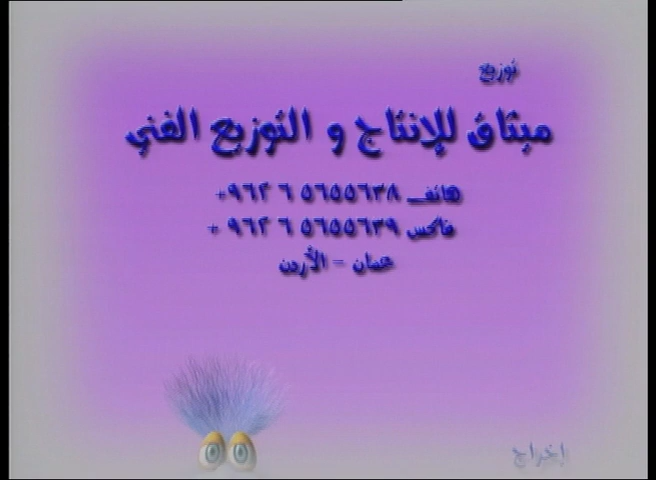 توزيع
ميثاق للإنتاج و التوزيع الفني
هاتف ٥٦٥٥٦٣٨ ٦ ٩٦٢+
فاكس ٥٦٥٥٦٣٩ ٦ ٩٦٢ +
عمان - الأردن
إخراج